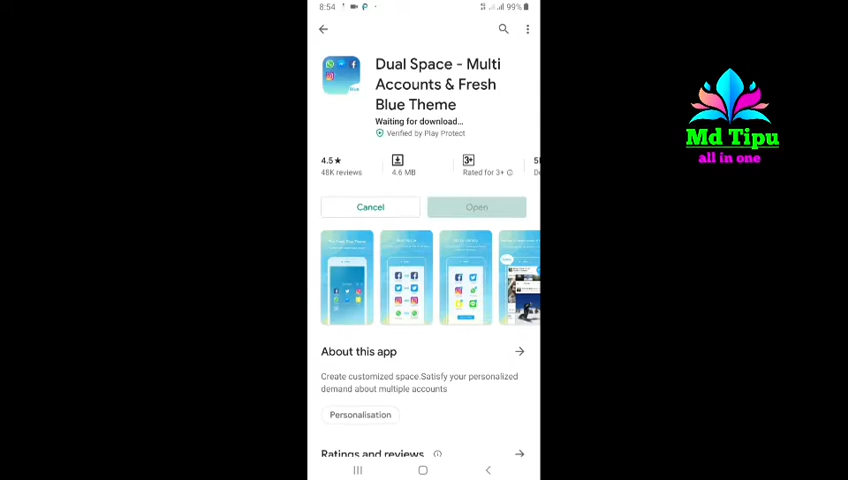 8:54
99%
Dual Space - Multi
Accounts & Fresh
Blue Theme
Waiting for download...
Verified by Play Protect
4.5★
48K reviews
4.6 MB
3+
Rated for 3+
Cancel
Open
About this app
Create customized space,Satisfy your personalized
demand about multiple accounts
Personalisation
Ratings and reviews
Md Tipu
all in one